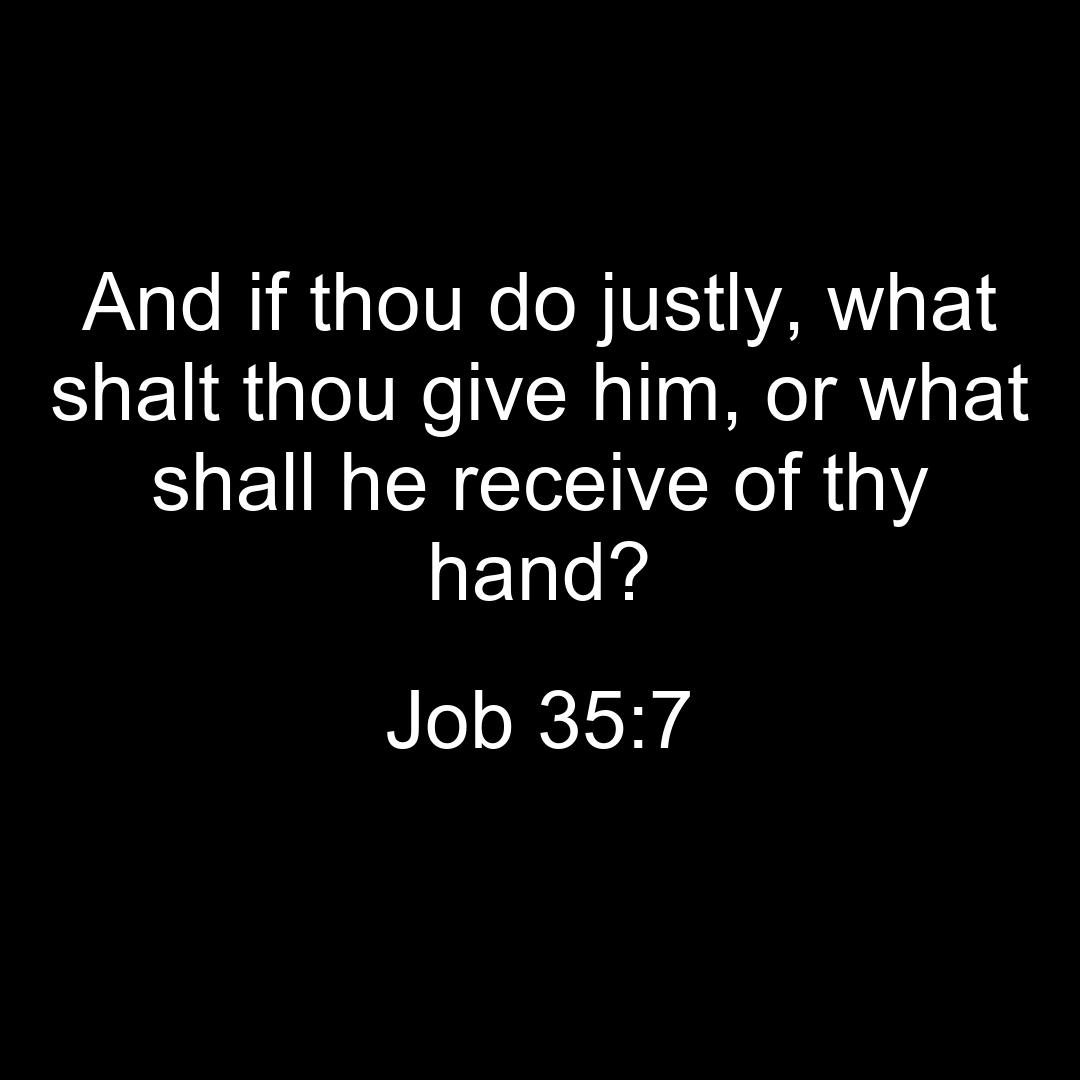 And if thou do justly, what
shalt thou give him, or what
shall he receive of thy
hand?
Job 35:7